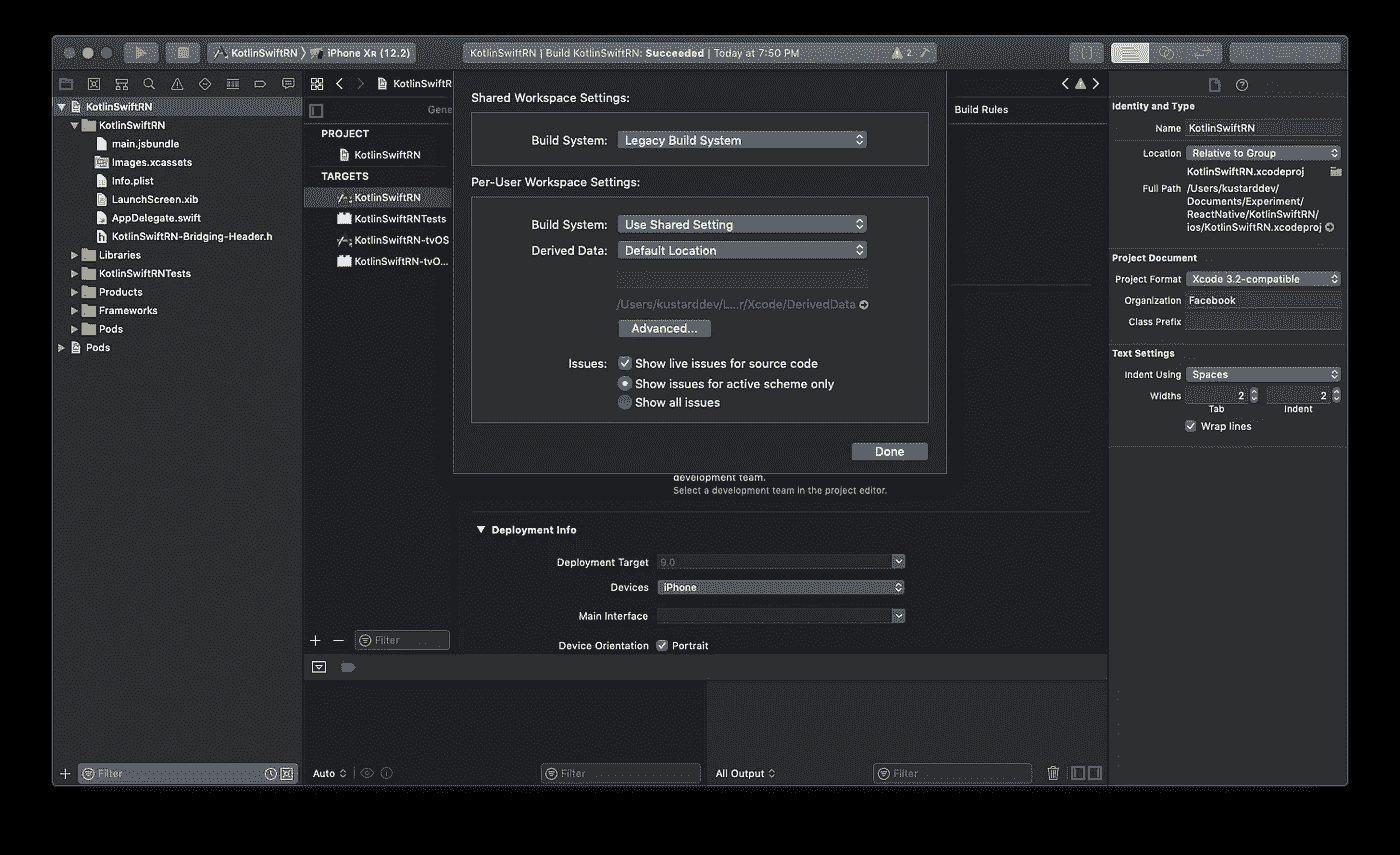 KotlinSwiftRN 〉 iPhone Xʀ (12.2)
KotlinSwiftRN | Build KotlinSwiftRN: Succeeded | Today at 7:50 PM
2
KotlinSwiftRN
KotlinSwiftRN
main.jsbundle
Images.xcassets
Info.plist
LaunchScreen.xib
AppDelegate.swift
KotlinSwiftRN-Bridging-Header.h
Libraries
KotlinSwiftRNTests
Products
Frameworks
Pods
Pods
Filter
KotlinSwiftR
Gene
Build Rules
PROJECT
KotlinSwiftRN
TARGETS
KotlinSwiftRN
KotlinSwiftRNTests
KotlinSwiftRN-tvOS
KotlinSwiftRN-tvO...
Filter
Shared Workspace Settings:
Build System: Legacy Build System
Per-User Workspace Settings:
Build System: Use Shared Setting
Derived Data: Default Location
/Users/kustarddev/L...r/Xcode/DerivedData
Advanced...
Issues: Show live issues for source code
Show issues for active scheme only
Show all issues
Done
development team.
Select a development team in the project editor.
Deployment Info
Deployment Target 9.0
Devices iPhone
Main Interface
Device Orientation Portrait
Auto
Filter
All Output
Filter
Identity and Type
Name KotlinSwiftRN
Location Relative to Group
KotlinSwiftRN.xcodeproj
Full Path /Users/kustarddev/
Documents/Experiment/
ReactNative/KotlinSwiftRN/
ios/KotlinSwiftRN.xcodeproj
Project Document
Project Format Xcode 3.2-compatible
Organization Facebook
Class Prefix
Text Settings
Indent Using Spaces
Widths 2 2
Tab Indent
Wrap lines